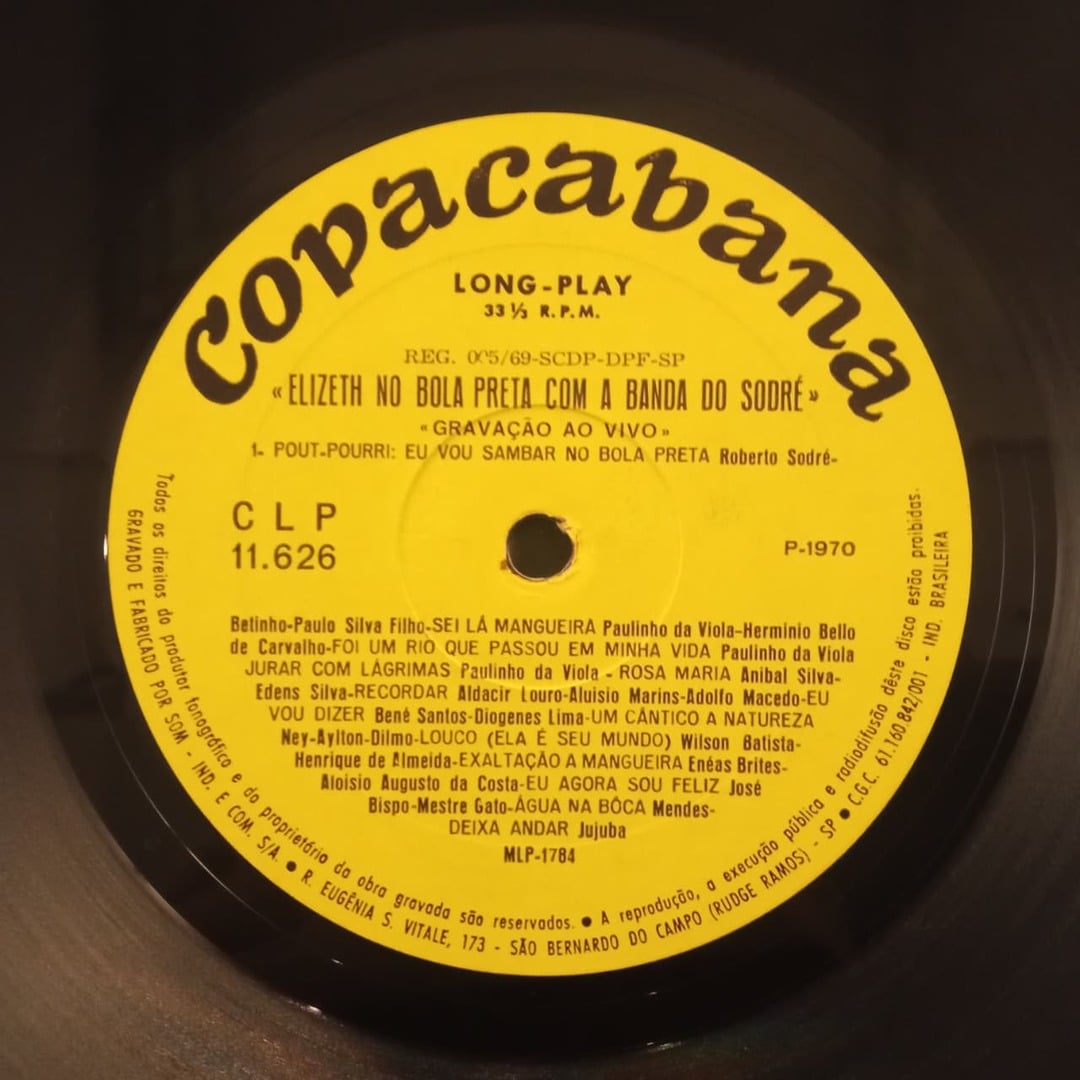 Copacabana
LONG-PLAY
33 ⅓ R.P.M.
REG. 005/69-SCDP-DPF-SP
«ELIZETH NO BOLA PRETA COM A BANDA DO SODRÉ»
«GRAVAÇÃO AO VIVO»
1- POUT-POURRI: EU VOU SAMBAR NO BOLA PRETA Roberto Sodré-
CLP
11.626
P-1970
Betinho-Paulo Silva Filho-SEI LÁ MANGUEIRA Paulinho da Viola-Herminio Bello
de Carvalho-FOI UM RIO QUE PASSOU EM MINHA VIDA Paulinho da Viola
JURAR COM LÁGRIMAS Paulinho da Viola - ROSA MARIA Anibal Silva-
Edens Silva-RECORDAR Aldacir Louro-Aluisio Marins-Adolfo Macedo-EU
VOU DIZER Bené Santos-Diogenes Lima-UM CÂNTICO A NATUREZA
Ney-Aylton-Dilmo-LOUCO (ELA É SEU MUNDO) Wilson Batista-
Henrique de Almeida-EXALTAÇÃO A MANGUEIRA Enéas Brites-
Aloisio Augusto da Costa-EU AGORA SOU FELIZ José
Bispo-Mestre Gato-ÁGUA NA BÔCA Mendes-
DEIXA ANDAR Jujuba
MLP-1784
Todos os direitos do produtor fonográfico e do proprietário da obra gravada são reservados. ● A reprodução, a execução pública e radiodifusão dêste disco estão proibidas.
GRAVADO E FABRICADO POR SOM - IND. E COM. S/A. ● R. EUGÊNIA S. VITALE, 173 - SÃO BERNARDO DO CAMPO (RUDGE RAMOS) - SP ● C.G.C. 61.160.842/001 - IND. BRASILEIRA